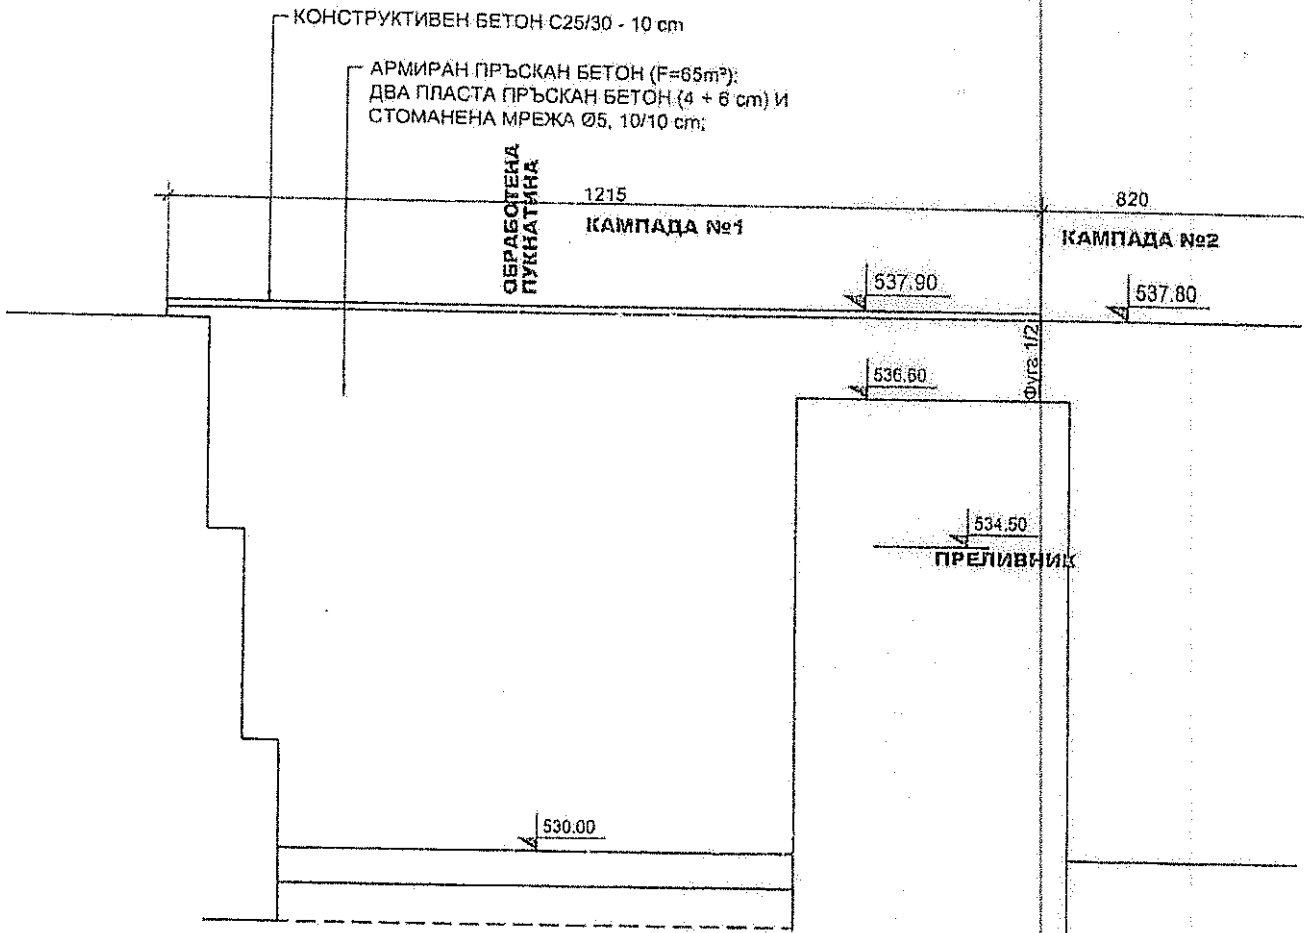 КОНСТРУКТИВЕН БЕТОН C25/30 - 10 cm
АРМИРАН ПРЪСКАН БЕТОН (F=65m²):
ДВА ПЛАСТА ПРЪСКАН БЕТОН (4 + 6 cm) И
СТОМАНЕНА МРЕЖА Ø5, 10/10 cm;
ОБРАБОТЕНА
ПУКНАТИНА
1215
820
КАМПАДА №1
КАМПАДА №2
537.90
537.80
Фуга 1/2
536.60
534.50
ПРЕЛИВНИК
530.00